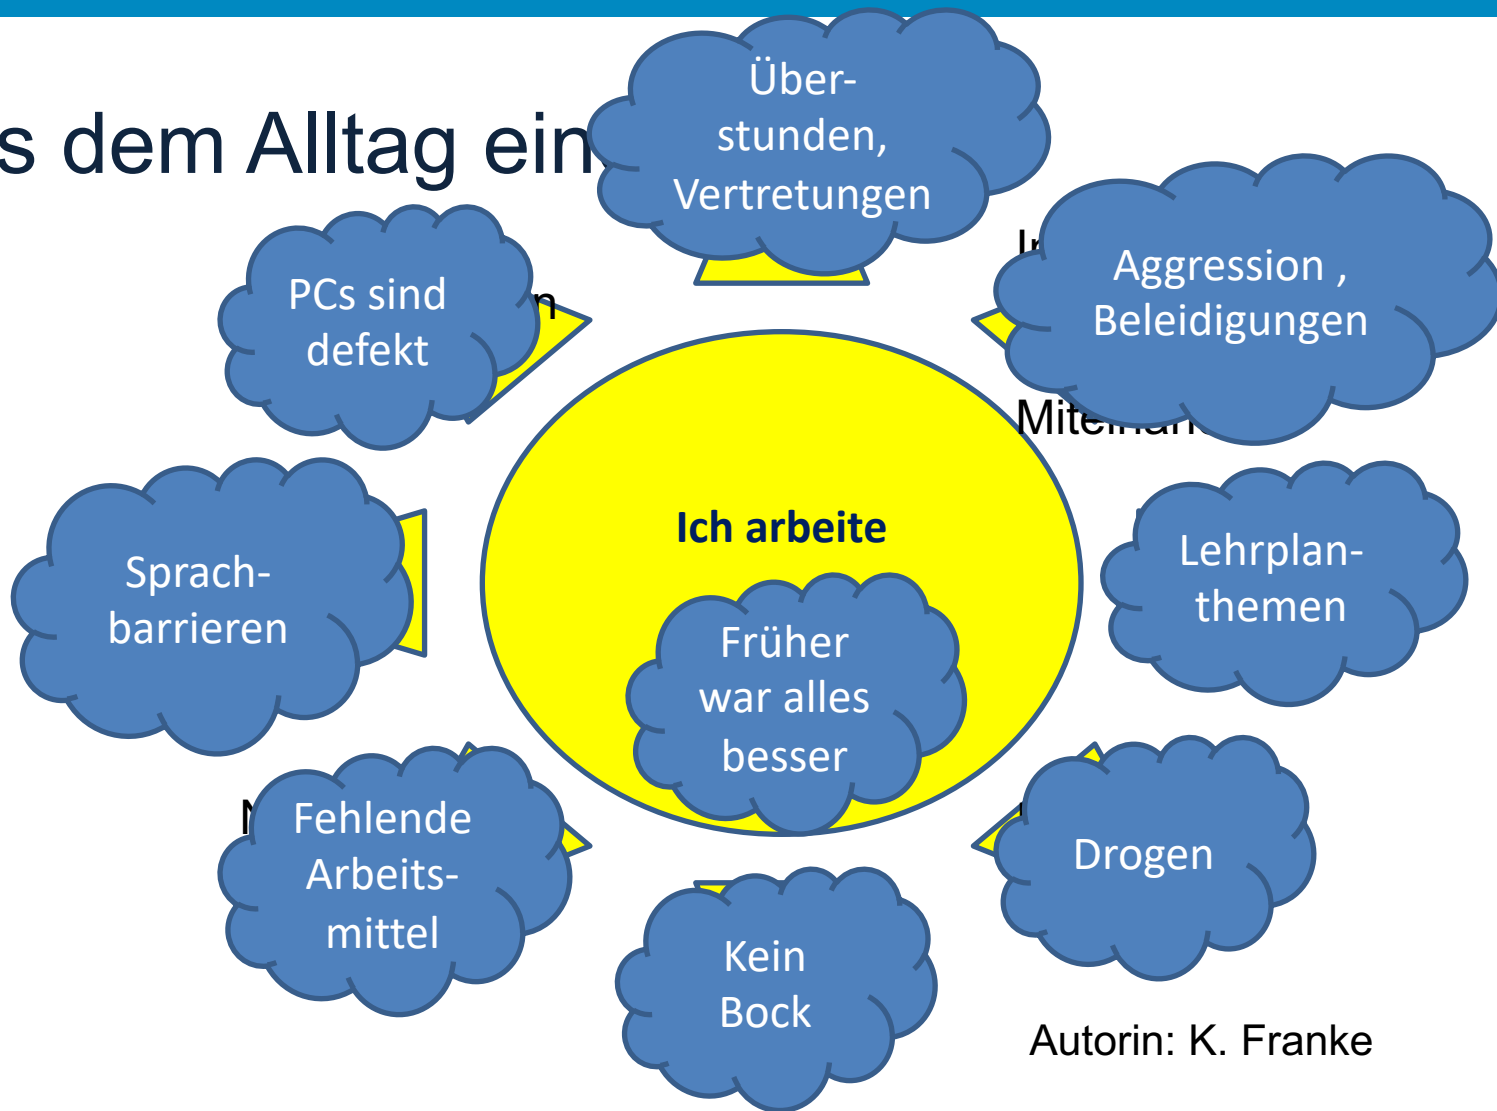 s dem Alltag ein
Über-
stunden,
Vertretungen
PCs sind
defekt
n
Aggression ,
Beleidigungen
Ich arbeite
Sprach-
barrieren
Lehrplan-
themen
Früher
war alles
besser
Fehlende
Arbeits-
mittel
Drogen
Kein
Bock
Autorin: K. Franke